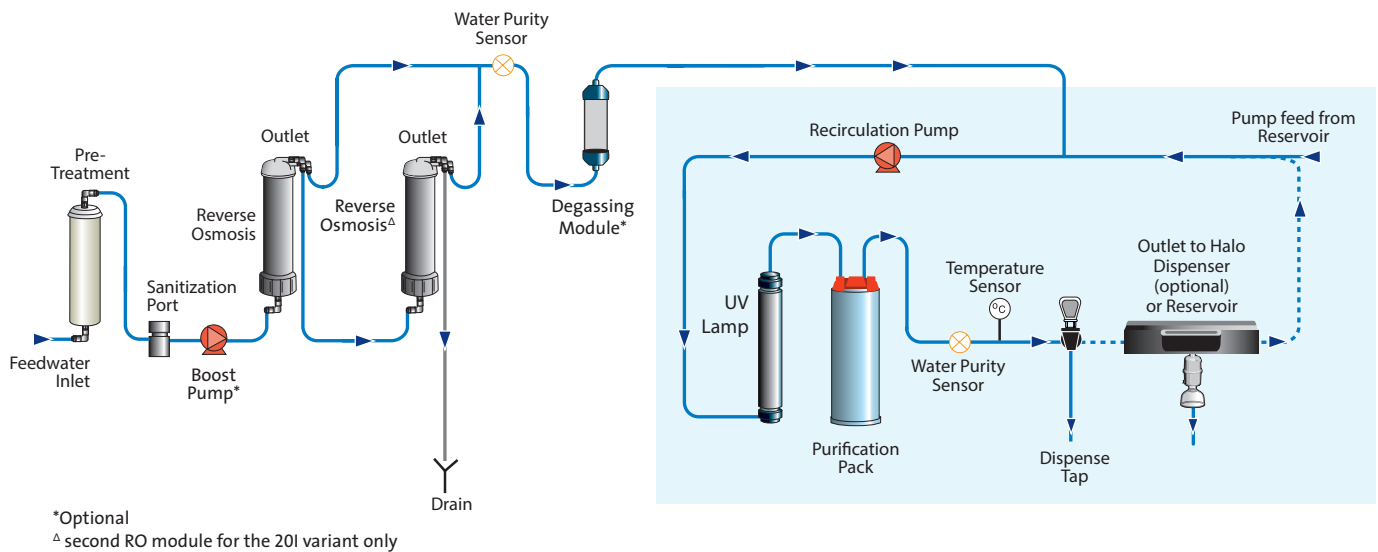 Water Purity
Sensor
Pre-
Treatment
Outlet
Outlet
Reverse
Osmosis
Reverse
Osmosis∆
Degassing
Module*
Sanitization
Port
Feedwater
Inlet
Boost
Pump*
Drain
Recirculation Pump
Pump feed from
Reservoir
UV
Lamp
Purification
Pack
Temperature
Sensor
°C
Water Purity
Sensor
Outlet to Halo
Dispenser
(optional)
or Reservoir
Dispense
Tap
*Optional
∆ second RO module for the 20I variant only